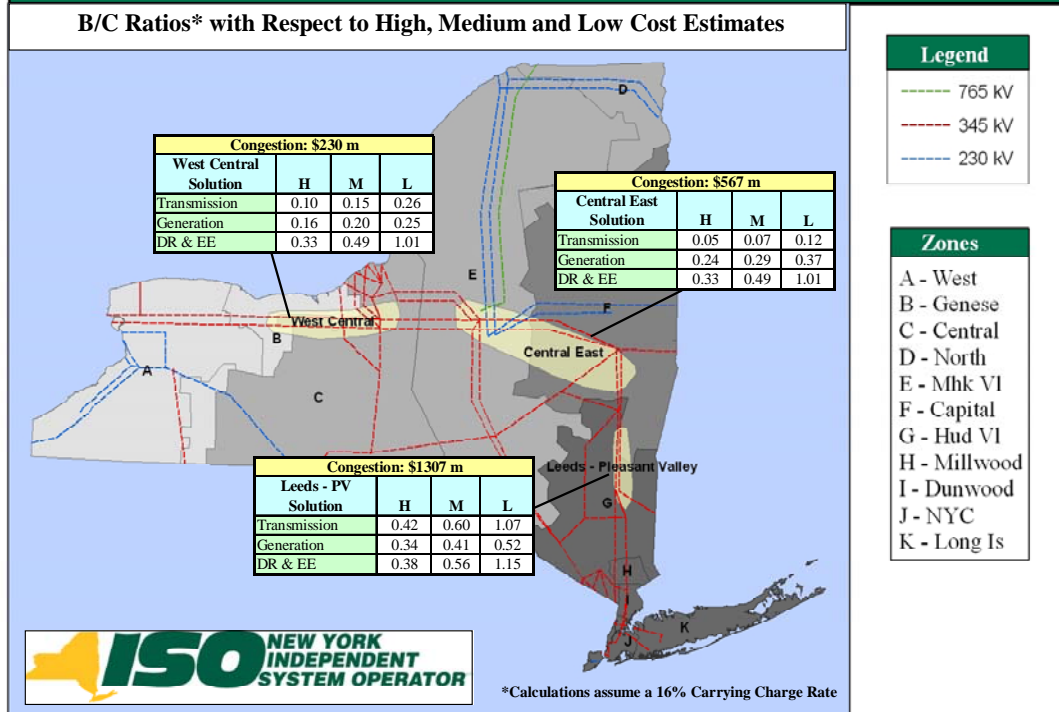 B/C Ratios* with Respect to High, Medium and Low Cost Estimates
Legend
765 kV
345 kV
230 kV
Zones
A - West
B - Genese
C - Central
D - North
E - Mhk Vl
F - Capital
G - Hud Vl
H - Millwood
I - Dunwood
J - NYC
K - Long Is
Congestion: $230 m
West Central Solution H M L
Transmission 0.10 0.15 0.26
Generation 0.16 0.20 0.25
DR & EE 0.33 0.49 1.01
Congestion: $567 m
Central East Solution H M L
Transmission 0.05 0.07 0.12
Generation 0.24 0.29 0.37
DR & EE 0.33 0.49 1.01
Congestion: $1307 m
Leeds - PV Solution H M L
Transmission 0.42 0.60 1.07
Generation 0.34 0.41 0.52
DR & EE 0.38 0.56 1.15
D
E
F
West Central
B
Central East
A
C
Leeds - Pleasant Valley
G
H
I
J
K
ISO NEW YORK
INDEPENDENT
SYSTEM OPERATOR
*Calculations assume a 16% Carrying Charge Rate